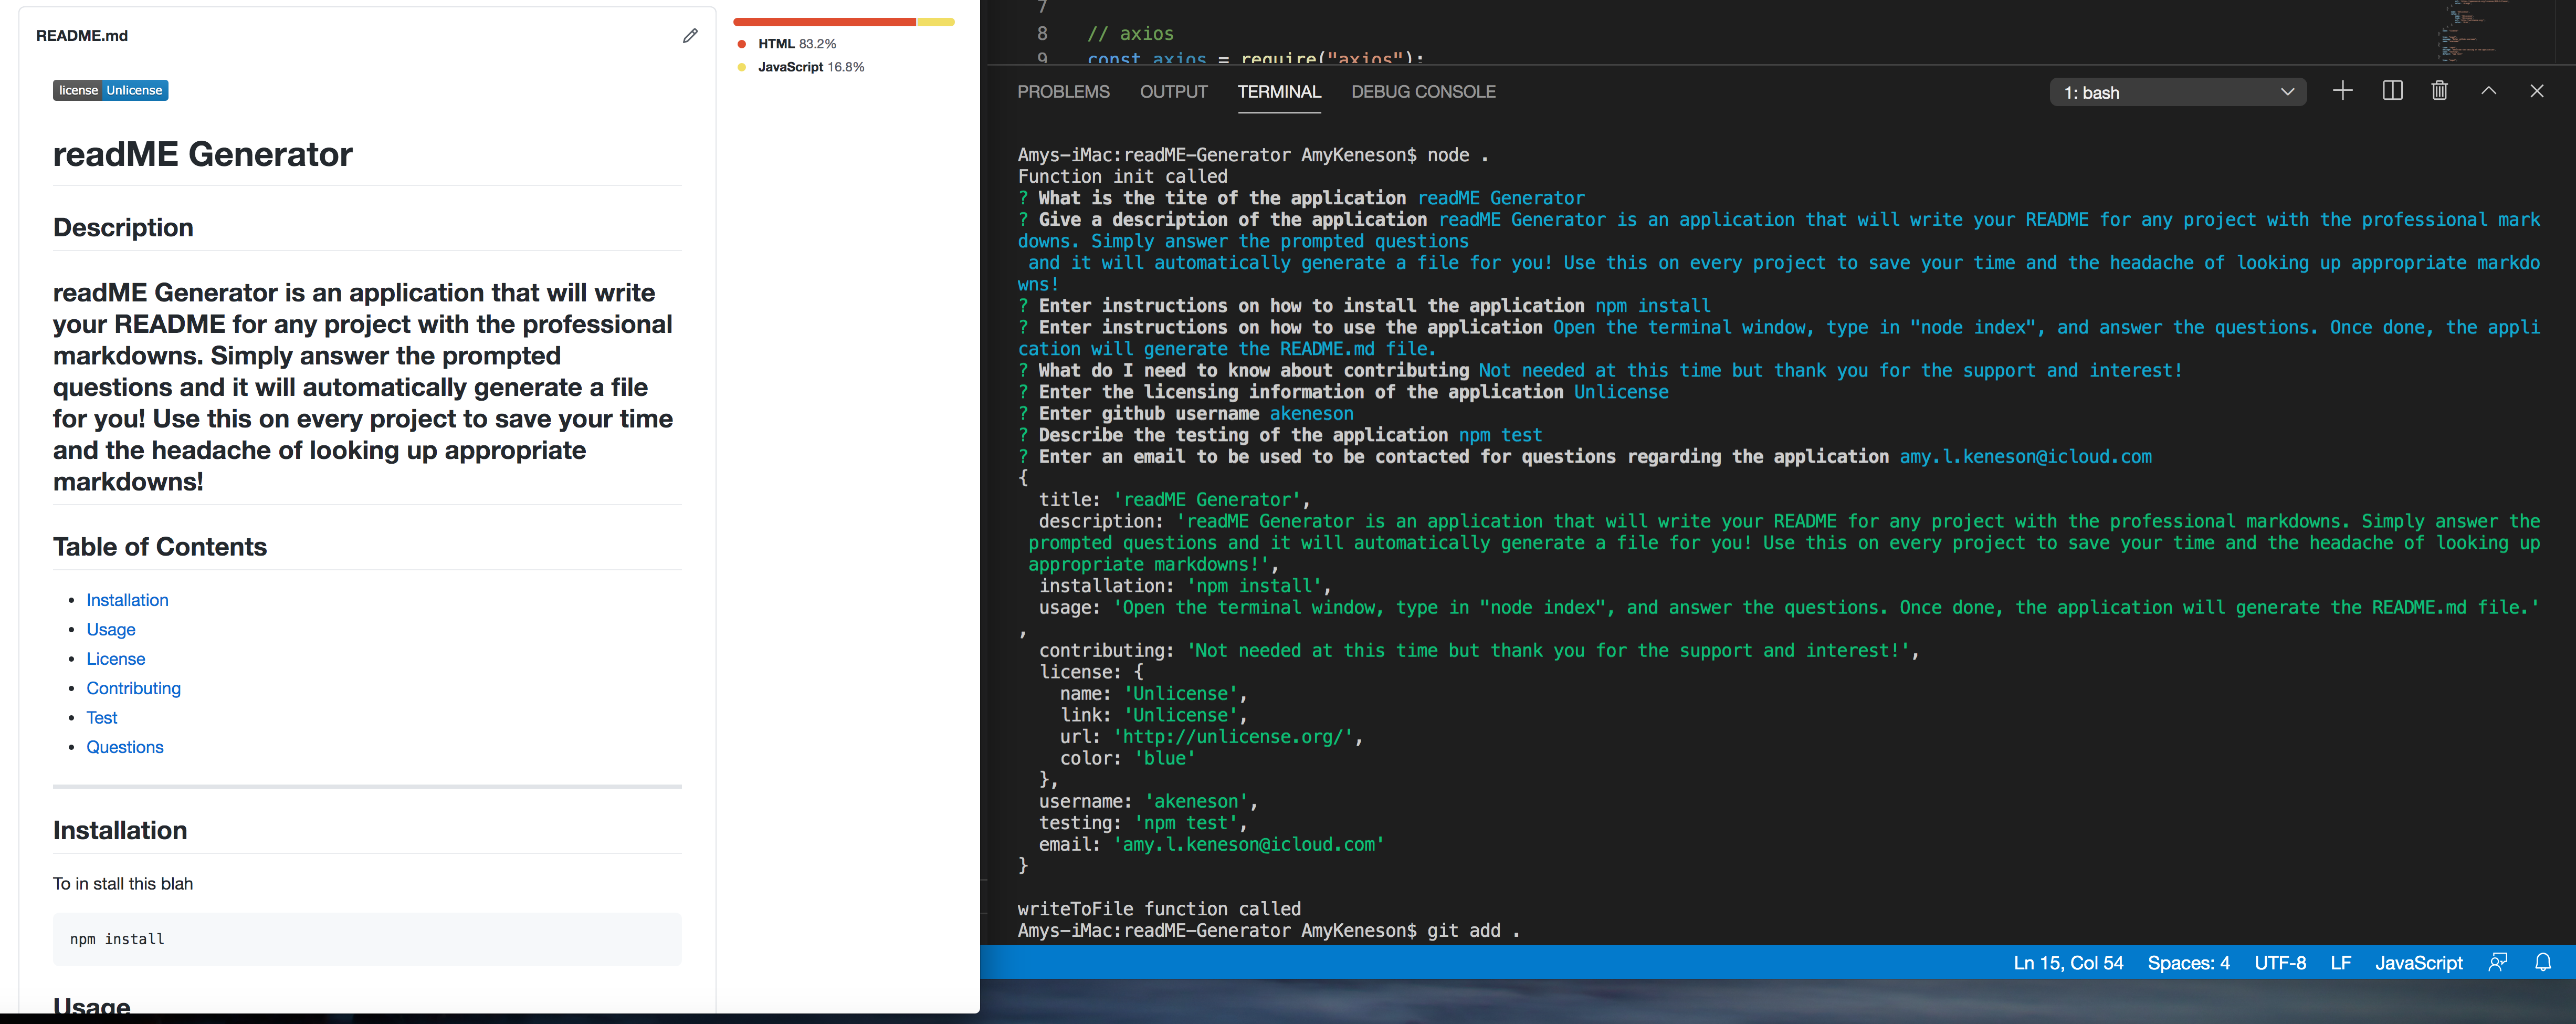 README.md
license Unlicense
readME Generator
Description
readME Generator is an application that will write
your README for any project with the professional
markdowns. Simply answer the prompted
questions and it will automatically generate a file
for you! Use this on every project to save your time
and the headache of looking up appropriate
markdowns!
Table of Contents
Installation
Usage
License
Contributing
Test
Questions
Installation
To in stall this blah
npm install
Usage
HTML 83.2%
JavaScript 16.8%
7
8 // axios
9 const axios = require("axios");
PROBLEMS OUTPUT TERMINAL DEBUG CONSOLE 1: bash
Amys-iMac:readME-Generator AmyKeneson$ node .
Function init called
? What is the tite of the application readME Generator
? Give a description of the application readME Generator is an application that will write your README for any project with the professional mark
downs. Simply answer the prompted questions
and it will automatically generate a file for you! Use this on every project to save your time and the headache of looking up appropriate markdo
wns!
? Enter instructions on how to install the application npm install
? Enter instructions on how to use the application Open the terminal window, type in "node index", and answer the questions. Once done, the appli
cation will generate the README.md file.
? What do I need to know about contributing Not needed at this time but thank you for the support and interest!
? Enter the licensing information of the application Unlicense
? Enter github username akeneson
? Describe the testing of the application npm test
? Enter an email to be used to be contacted for questions regarding the application amy.l.keneson@icloud.com
{
title: 'readME Generator',
description: 'readME Generator is an application that will write your README for any project with the professional markdowns. Simply answer the
prompted questions and it will automatically generate a file for you! Use this on every project to save your time and the headache of looking up
appropriate markdowns!',
installation: 'npm install',
usage: 'Open the terminal window, type in "node index", and answer the questions. Once done, the application will generate the README.md file.'
,
contributing: 'Not needed at this time but thank you for the support and interest!',
license: {
name: 'Unlicense',
link: 'Unlicense',
url: 'http://unlicense.org/',
color: 'blue'
},
username: 'akeneson',
testing: 'npm test',
email: 'amy.l.keneson@icloud.com'
}
writeToFile function called
Amys-iMac:readME-Generator AmyKeneson$ git add .
Ln 15, Col 54 Spaces: 4 UTF-8 LF JavaScript